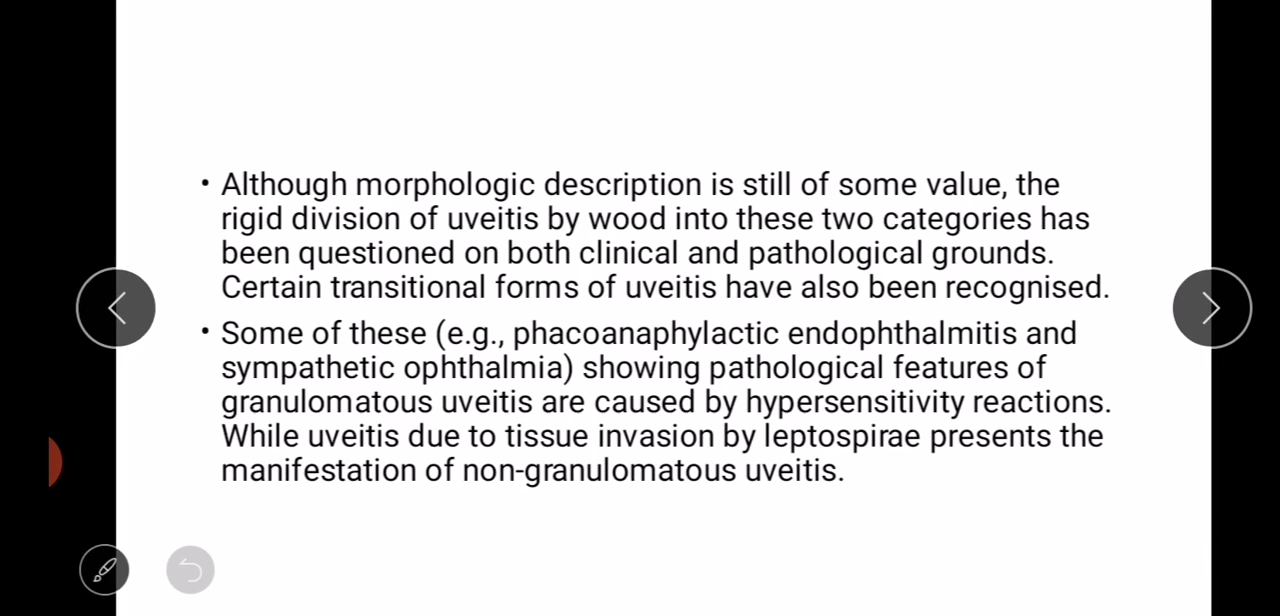 • Although morphologic description is still of some value, the
rigid division of uveitis by wood into these two categories has
been questioned on both clinical and pathological grounds.
Certain transitional forms of uveitis have also been recognised.
• Some of these (e.g., phacoanaphylactic endophthalmitis and
sympathetic ophthalmia) showing pathological features of
granulomatous uveitis are caused by hypersensitivity reactions.
While uveitis due to tissue invasion by leptospirae presents the
manifestation of non-granulomatous uveitis.